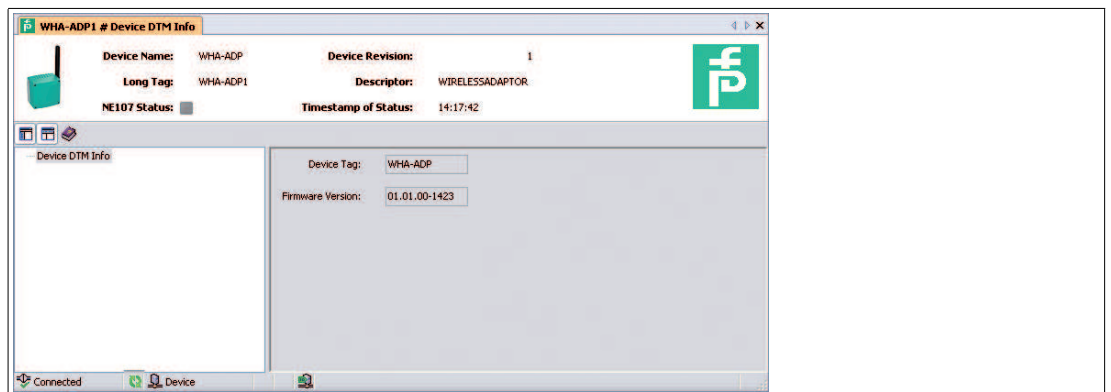 WHA-ADP1 # Device DTM Info
Device Name: WHA-ADP Device Revision: 1
Long Tag: WHA-ADP1 Descriptor: WIRELESSADAPTOR
NE107 Status: Timestamp of Status: 14:17:42
Device DTM Info
Device Tag: WHA-ADP
Firmware Version: 01.01.00-1423
Connected Device